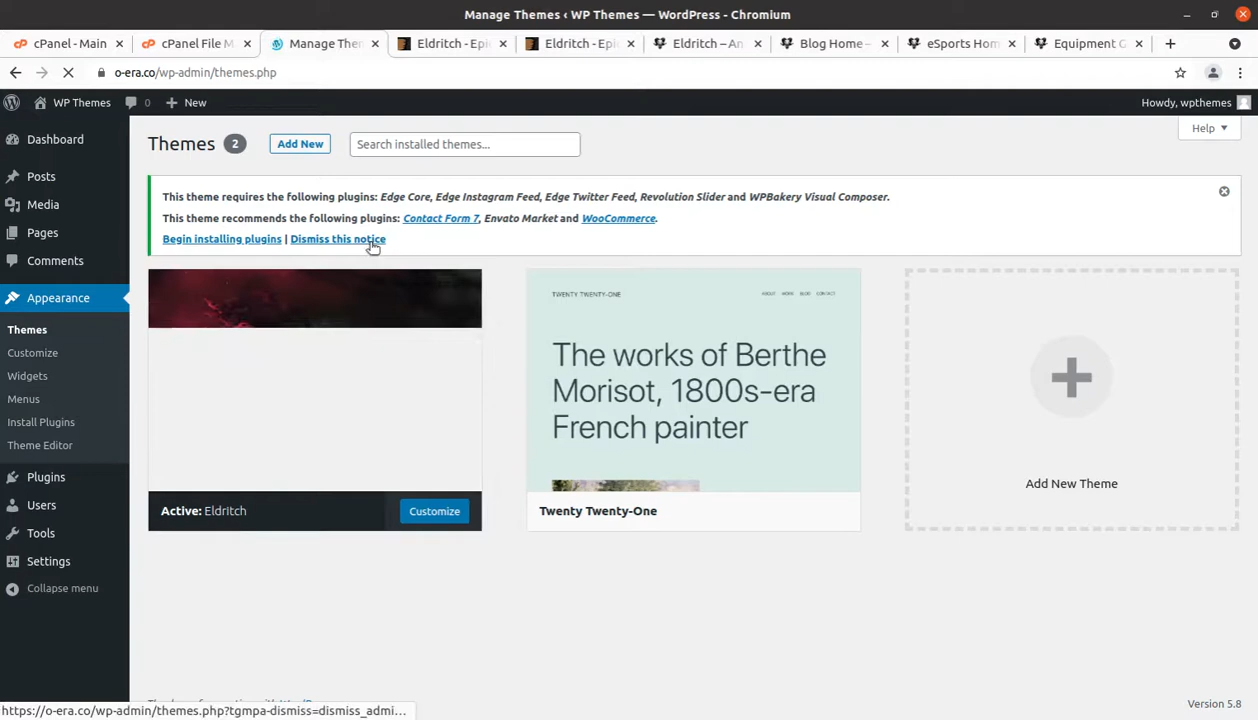 Manage Themes ‹ WP Themes — WordPress - Chromium
cPanel - Main
cPanel File M
Manage Then
Eldritch - Epi
Eldritch - Epi
Eldritch – An
Blog Home –
eSports Hom
Equipment G
o-era.co/wp-admin/themes.php
WP Themes
0
New
Howdy, wpthemes
Dashboard
Posts
Media
Pages
Comments
Appearance
Themes
Customize
Widgets
Menus
Install Plugins
Theme Editor
Plugins
Users
Tools
Settings
Collapse menu
Themes 2
Add New
Search installed themes...
Help
This theme requires the following plugins: Edge Core, Edge Instagram Feed, Edge Twitter Feed, Revolution Slider and WPBakery Visual Composer.
This theme recommends the following plugins: Contact Form 7, Envato Market and WooCommerce.
Begin installing plugins | Dismiss this notice
Active: Eldritch
Customize
TWENTY TWENTY-ONE
ABOUT WORK BLOG CONTACT
The works of Berthe
Morisot, 1800s-era
French painter
Twenty Twenty-One
Add New Theme
Version 5.8
https://o-era.co/wp-admin/themes.php?tgmpa-dismiss=dismiss_admi...